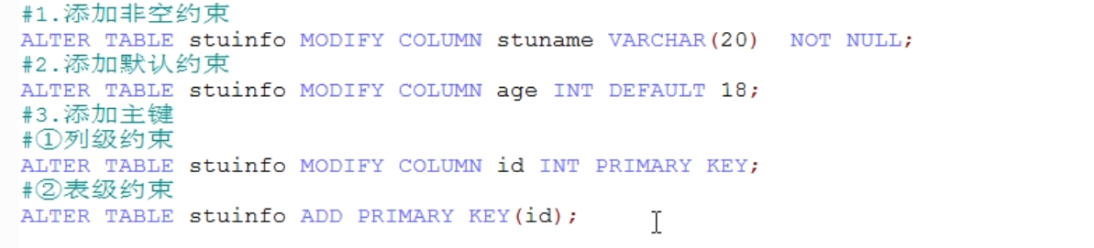 #1.添加非空约束
ALTER TABLE stuinfo MODIFY COLUMN stuname VARCHAR(20)  NOT NULL;
#2.添加默认约束
ALTER TABLE stuinfo MODIFY COLUMN age INT DEFAULT 18;
#3.添加主键
#①列级约束
ALTER TABLE stuinfo MODIFY COLUMN id INT PRIMARY KEY;
#②表级约束
ALTER TABLE stuinfo ADD PRIMARY KEY(id);